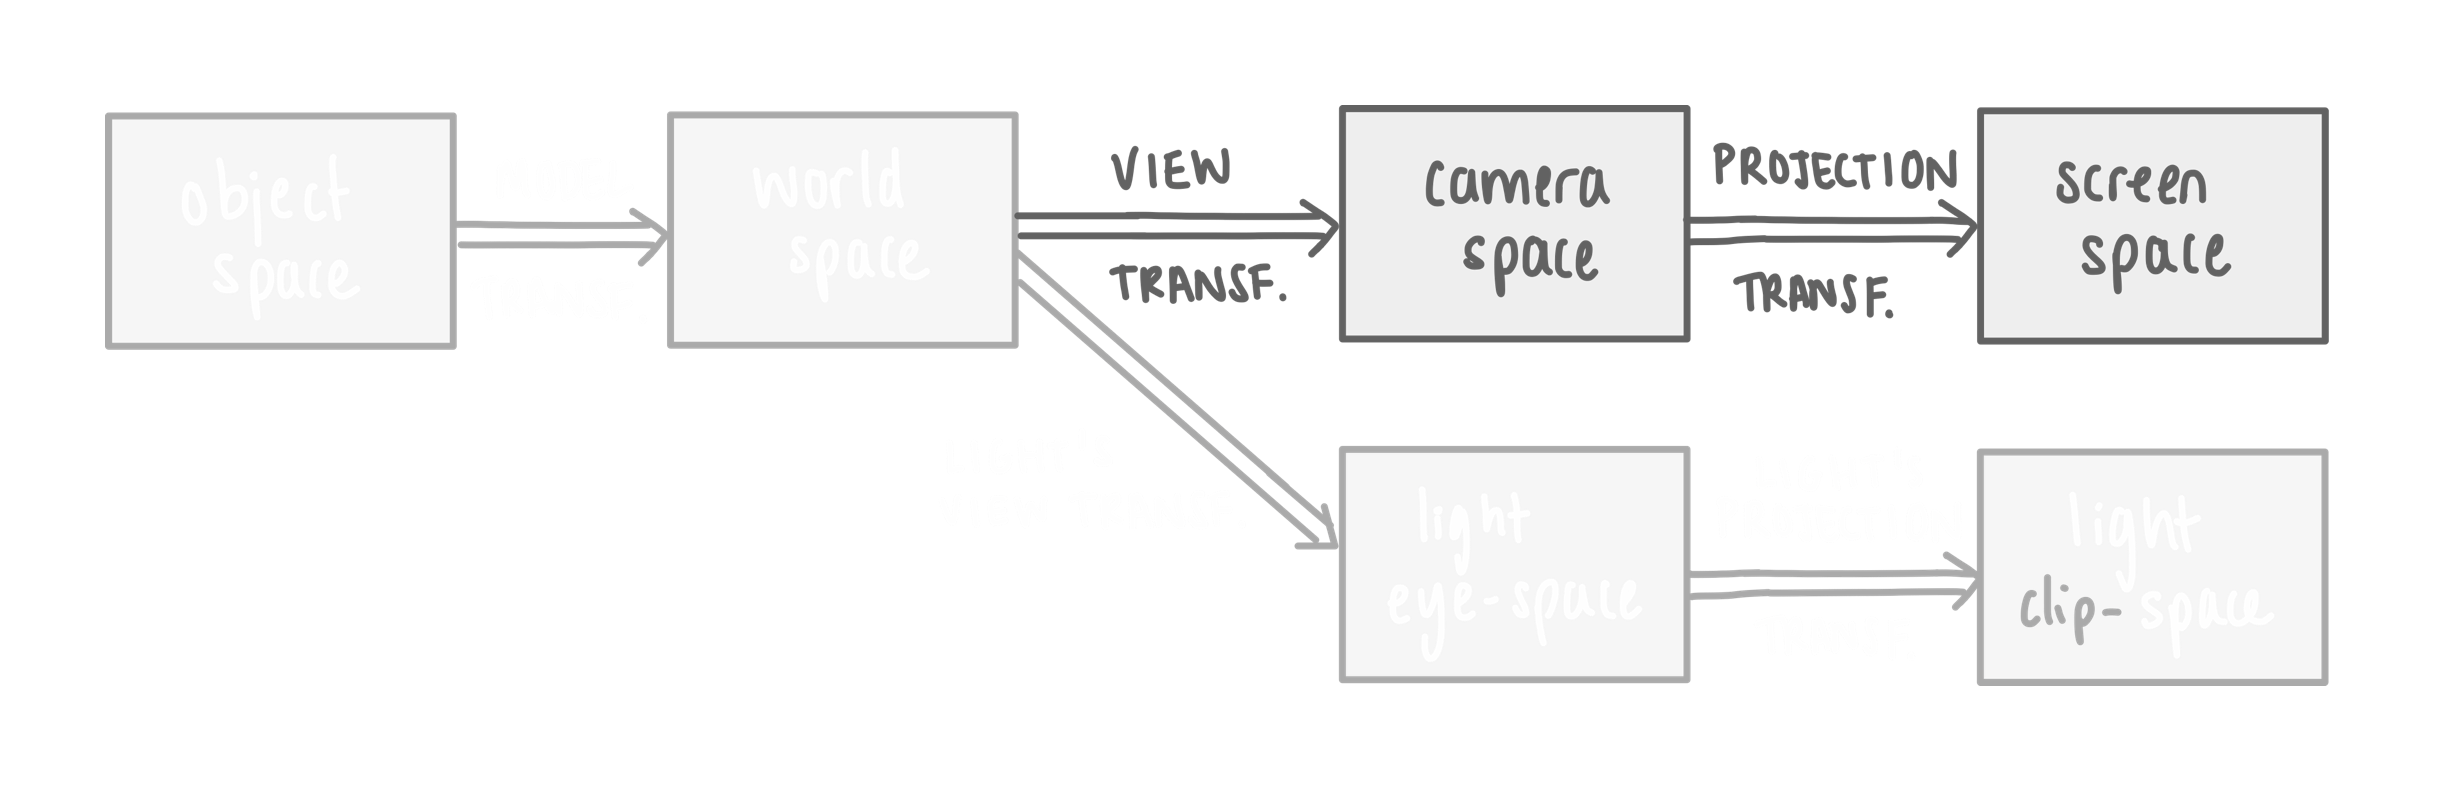 object
space
world
space
VIEW
TRANSF.
camera
space
PROJECTION
TRANSF.
screen
space
light
eye-space
light
clip-space